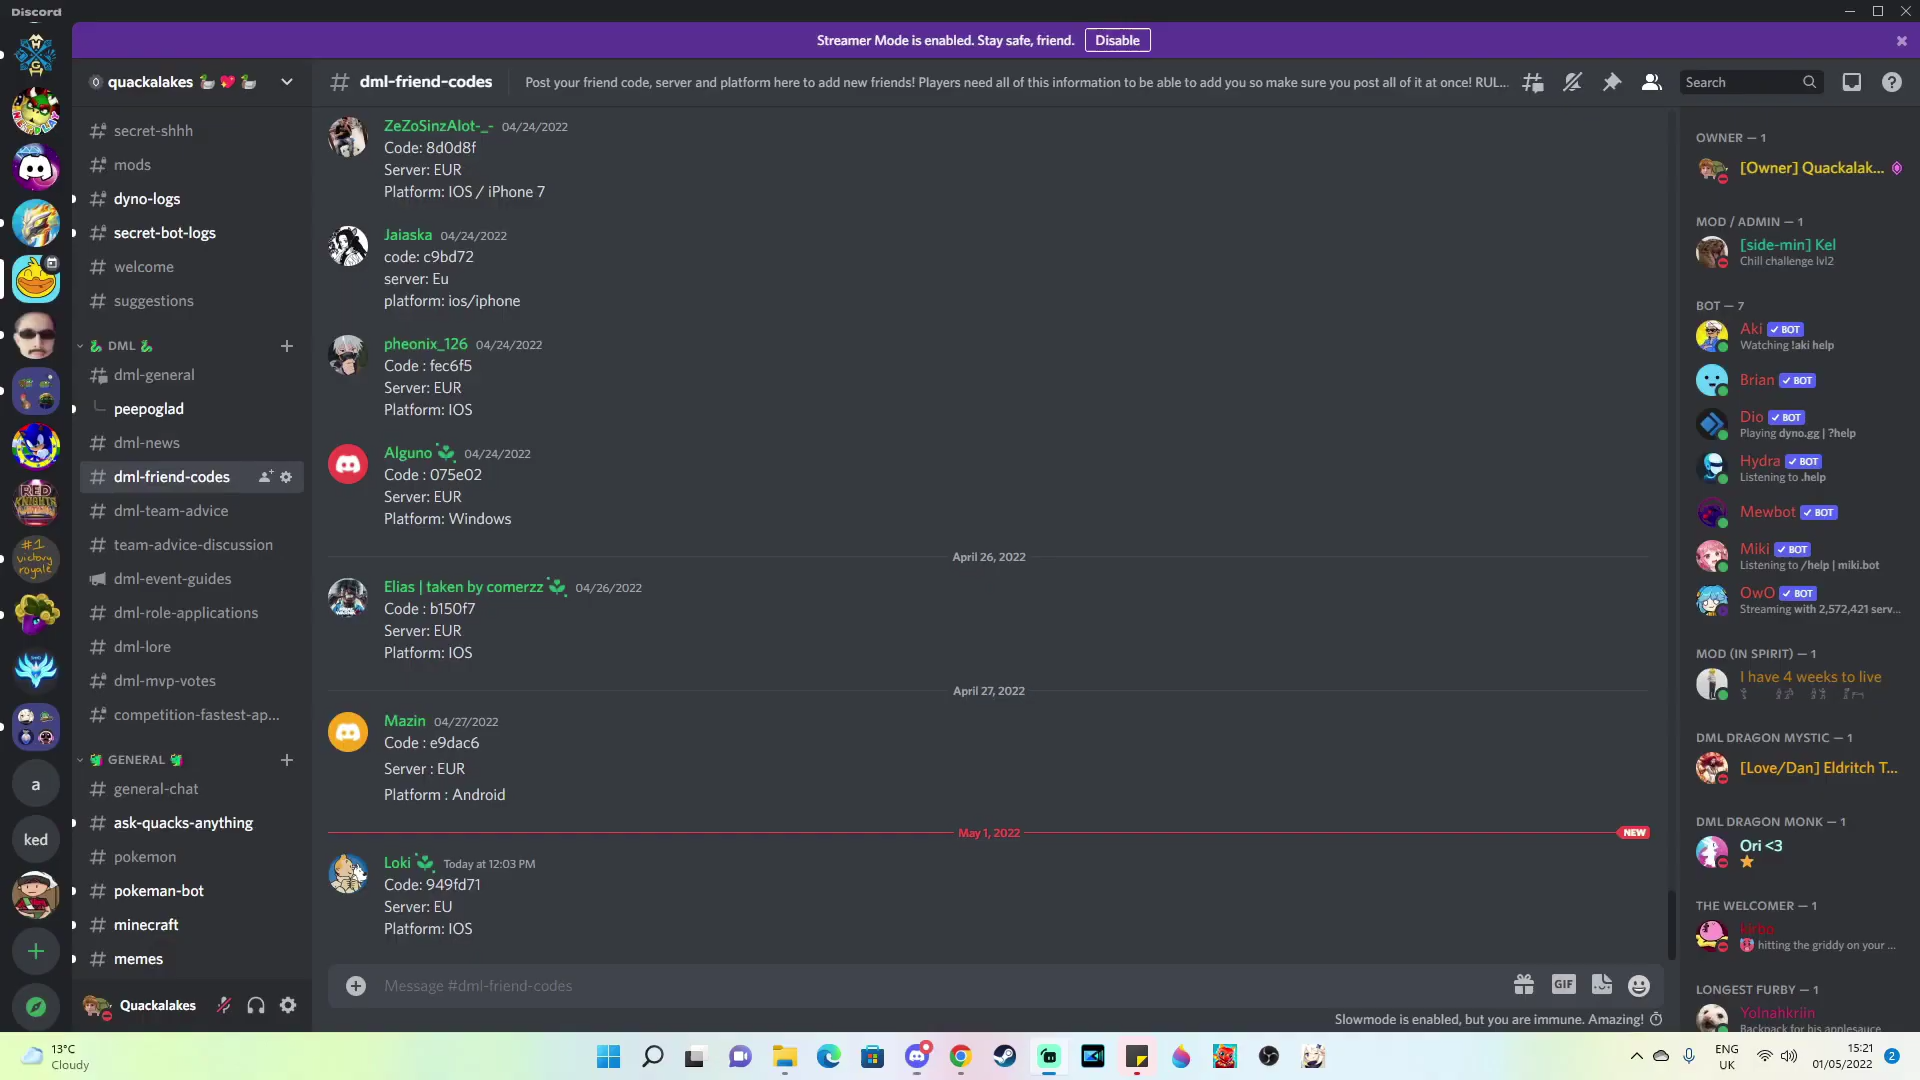 Discord
Streamer Mode is enabled. Stay safe, friend.
Disable
quackalakes
dml-friend-codes
Post your friend code, server and platform here to add new friends! Players need all of this information to be able to add you so make sure you post all of it at once! RUL...
Search
secret-shhh
mods
dyno-logs
secret-bot-logs
welcome
suggestions
DML
dml-general
peepoglad
dml-news
dml-friend-codes
dml-team-advice
team-advice-discussion
dml-event-guides
dml-role-applications
dml-lore
dml-mvp-votes
competition-fastest-ap...
GENERAL
general-chat
ask-quacks-anything
pokemon
pokeman-bot
minecraft
memes
Quackalakes
NETPLAY
RED
KNIGHTS
#1
victory
royale
a
ked
ZeZoSinzAlot-_- 04/24/2022
Code: 8d0d8f
Server: EUR
Platform: IOS / iPhone 7
Jaiaska 04/24/2022
code: c9bd72
server: Eu
platform: ios/iphone
pheonix_126 04/24/2022
Code : fec6f5
Server: EUR
Platform: IOS
Alguno 04/24/2022
Code : 075e02
Server: EUR
Platform: Windows
April 26, 2022
Elias | taken by comerzz 04/26/2022
Code : b150f7
Server: EUR
Platform: IOS
April 27, 2022
Mazin 04/27/2022
Code : e9dac6
Server : EUR
Platform : Android
May 1, 2022
NEW
Loki Today at 12:03 PM
Code: 949fd71
Server: EU
Platform: IOS
Message #dml-friend-codes
GIF
Slowmode is enabled, but you are immune. Amazing!
OWNER — 1
[Owner] Quackalak...
MOD / ADMIN — 1
[side-min] Kel
Chill challenge lvl2
BOT — 7
Aki BOT
Watching !aki help
Brian BOT
Dio BOT
Playing dyno.gg | ?help
Hydra BOT
Listening to .help
Mewbot BOT
Miki BOT
Listening to /help | miki.bot
OwO BOT
Streaming with 2,572,421 serv...
MOD (IN SPIRIT) — 1
I have 4 weeks to live
DML DRAGON MYSTIC — 1
[Love/Dan] Eldritch T...
DML DRAGON MONK — 1
Ori <3
THE WELCOMER — 1
kirbo
hitting the griddy on your ...
LONGEST FURBY — 1
Yolnahkriin
Backpack for his applesauce
13°C
Cloudy
ENG
UK
15:21
01/05/2022
2